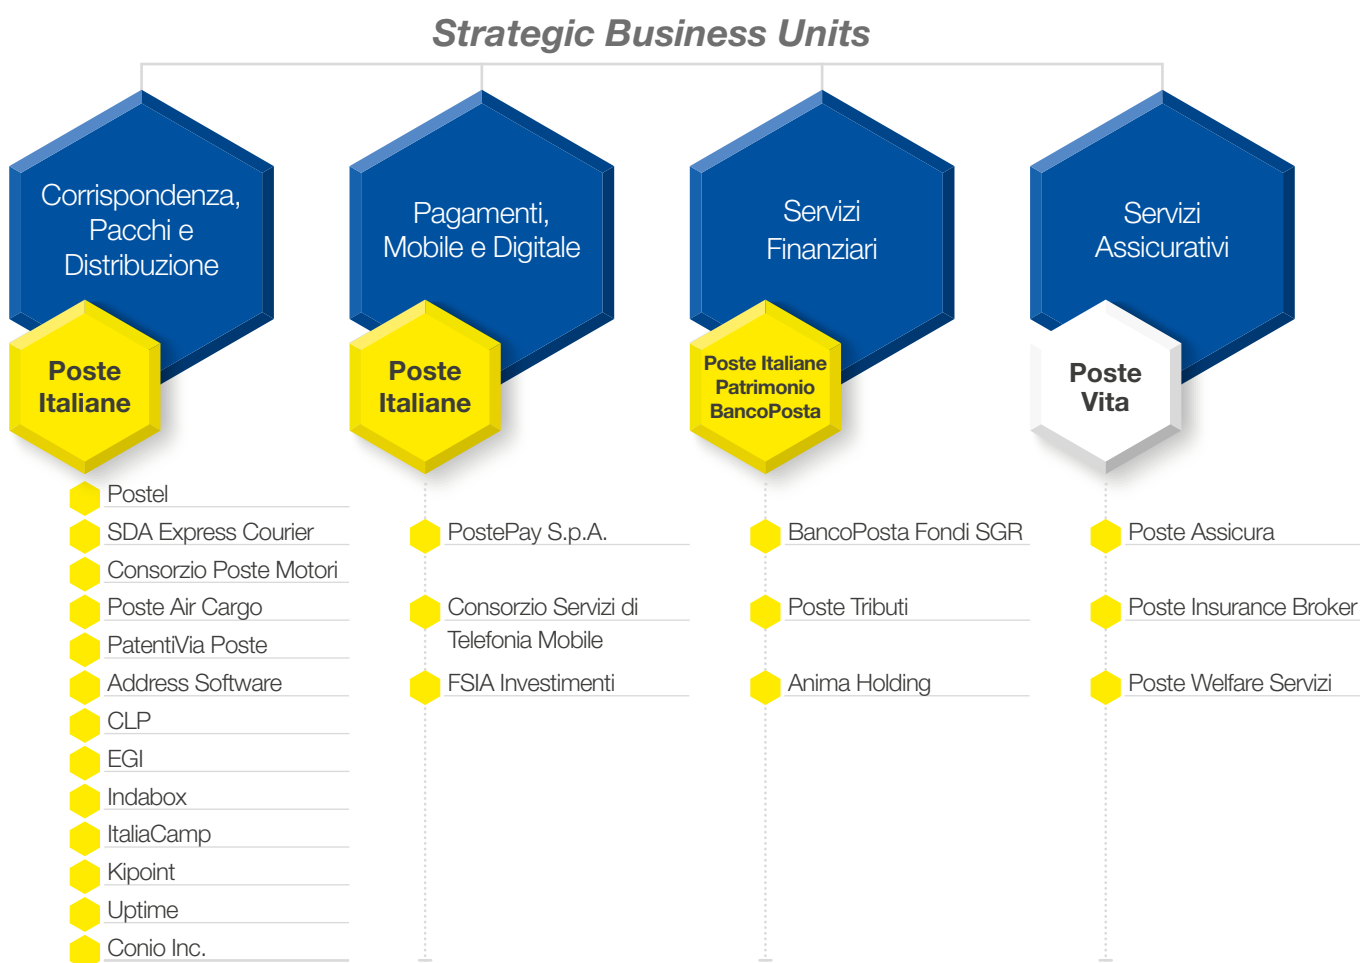 Strategic Business Units
Corrispondenza,
Pacchi e
Distribuzione
Poste
Italiane
Postel
SDA Express Courier
Consorzio Poste Motori
Poste Air Cargo
PatentiVia Poste
Address Software
CLP
EGI
Indabox
ItaliaCamp
Kipoint
Uptime
Conio Inc.
Pagamenti,
Mobile e Digitale
Poste
Italiane
PostePay S.p.A.
Consorzio Servizi di
Telefonia Mobile
FSIA Investimenti
Servizi
Finanziari
Poste Italiane
Patrimonio
BancoPosta
BancoPosta Fondi SGR
Poste Tributi
Anima Holding
Servizi
Assicurativi
Poste
Vita
Poste Assicura
Poste Insurance Broker
Poste Welfare Servizi